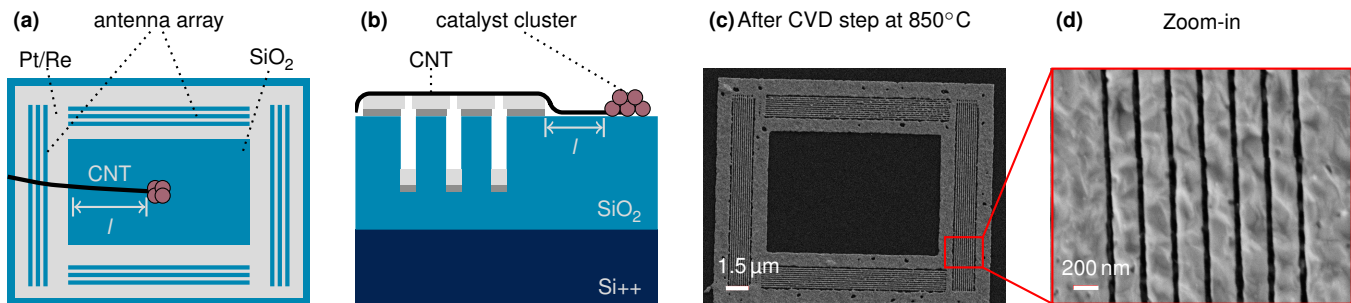 (a)
antenna array
Pt/Re
SiO₂
CNT
l
(b)
catalyst cluster
CNT
l
SiO₂
Si++
(c) After CVD step at 850°C
1.5 µm
(d)
Zoom-in
200 nm